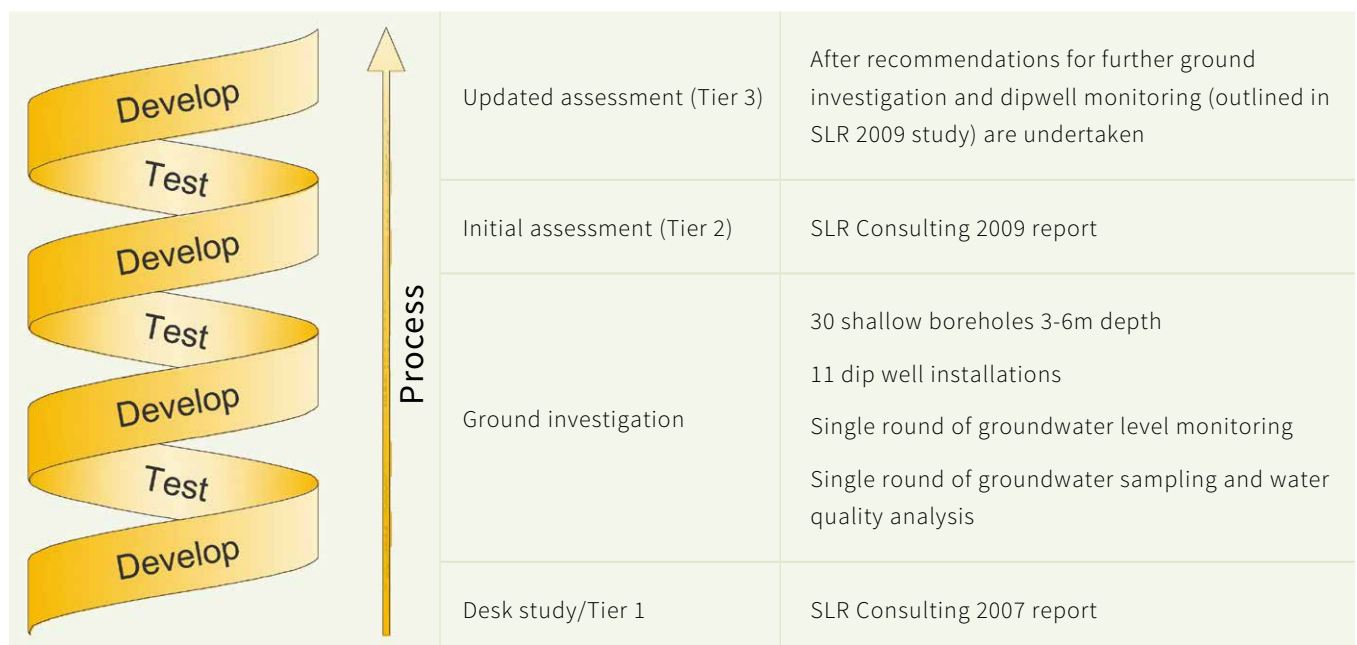 Develop
Test
Develop
Test
Develop
Test
Develop
Process
Updated assessment (Tier 3)
After recommendations for further ground
investigation and dipwell monitoring (outlined in
SLR 2009 study) are undertaken
Initial assessment (Tier 2)
SLR Consulting 2009 report
Ground investigation
30 shallow boreholes 3-6m depth
11 dip well installations
Single round of groundwater level monitoring
Single round of groundwater sampling and water
quality analysis
Desk study/Tier 1
SLR Consulting 2007 report